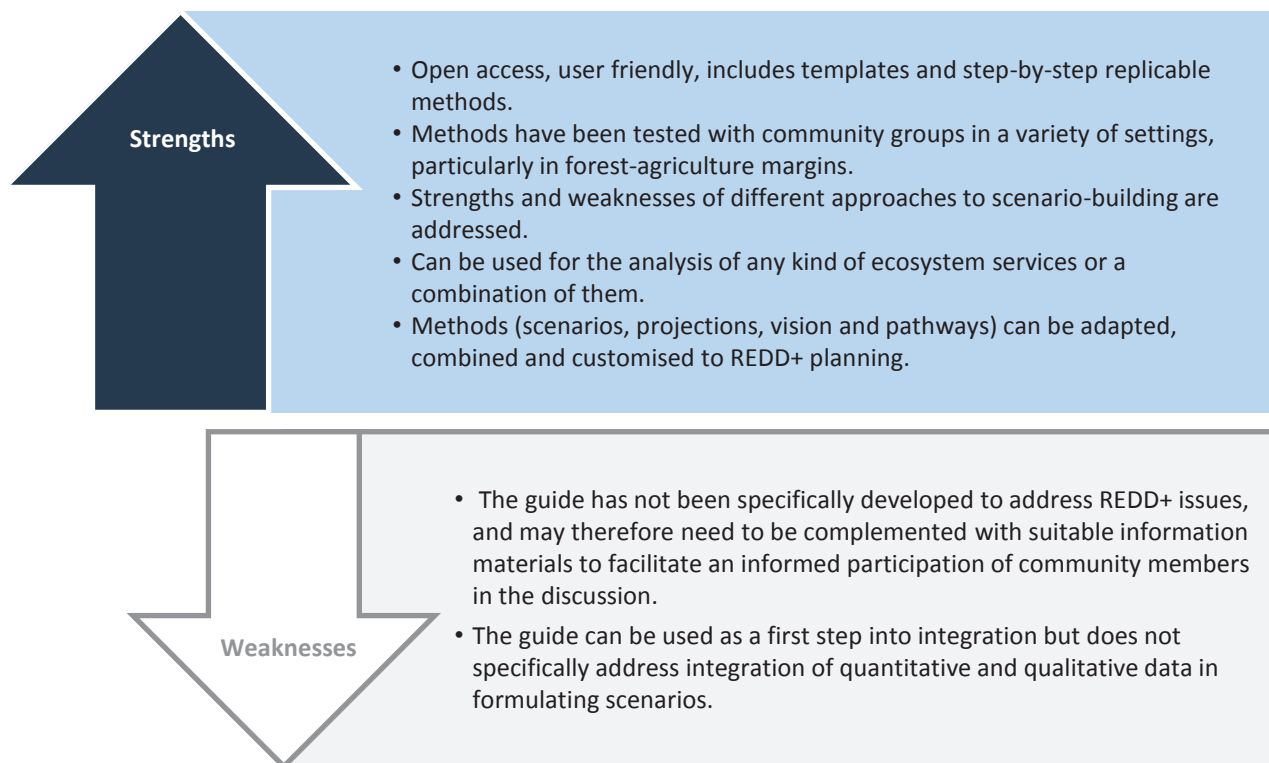 Strengths
• Open access, user friendly, includes templates and step-by-step replicable
methods.
• Methods have been tested with community groups in a variety of settings,
particularly in forest-agriculture margins.
• Strengths and weaknesses of different approaches to scenario-building are
addressed.
• Can be used for the analysis of any kind of ecosystem services or a
combination of them.
• Methods (scenarios, projections, vision and pathways) can be adapted,
combined and customised to REDD+ planning.
Weaknesses
• The guide has not been specifically developed to address REDD+ issues,
and may therefore need to be complemented with suitable information
materials to facilitate an informed participation of community members
in the discussion.
• The guide can be used as a first step into integration but does not
specifically address integration of quantitative and qualitative data in
formulating scenarios.